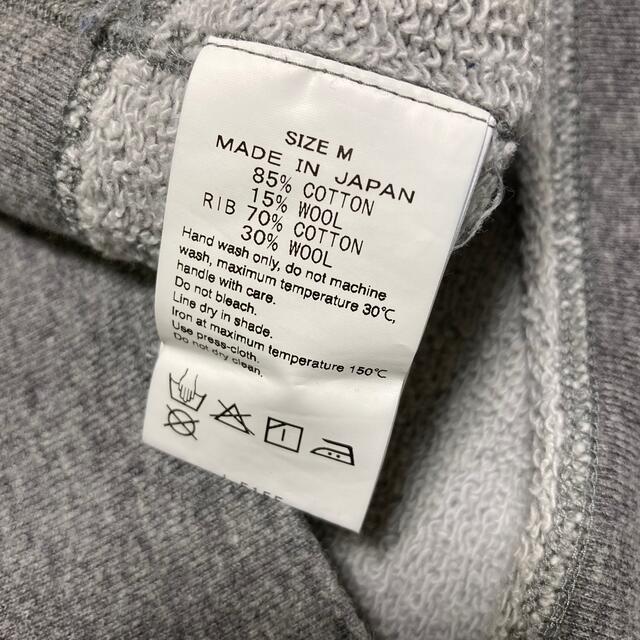 SIZE M
MADE IN JAPAN
85% COTTON
15% WOOL
RIB 70% COTTON
30% WOOL
Hand wash only, do not machine
wash, maximum temperature 30℃,
handle with care.
Do not bleach.
Line dry in shade.
Iron at maximum temperature 150℃
Use press-cloth.
Do not dry clean.